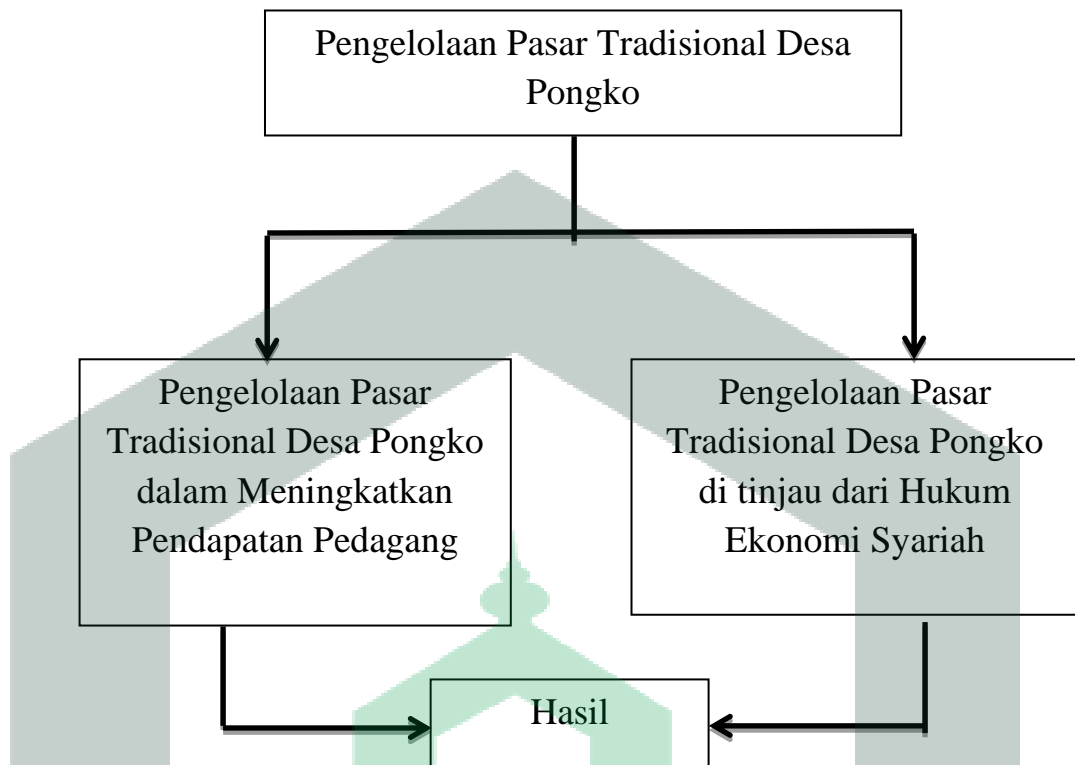 Pengelolaan Pasar Tradisional Desa
Pongko
Pengelolaan Pasar
Tradisional Desa Pongko
dalam Meningkatkan
Pendapatan Pedagang
Pengelolaan Pasar
Tradisional Desa Pongko
di tinjau dari Hukum
Ekonomi Syariah
Hasil